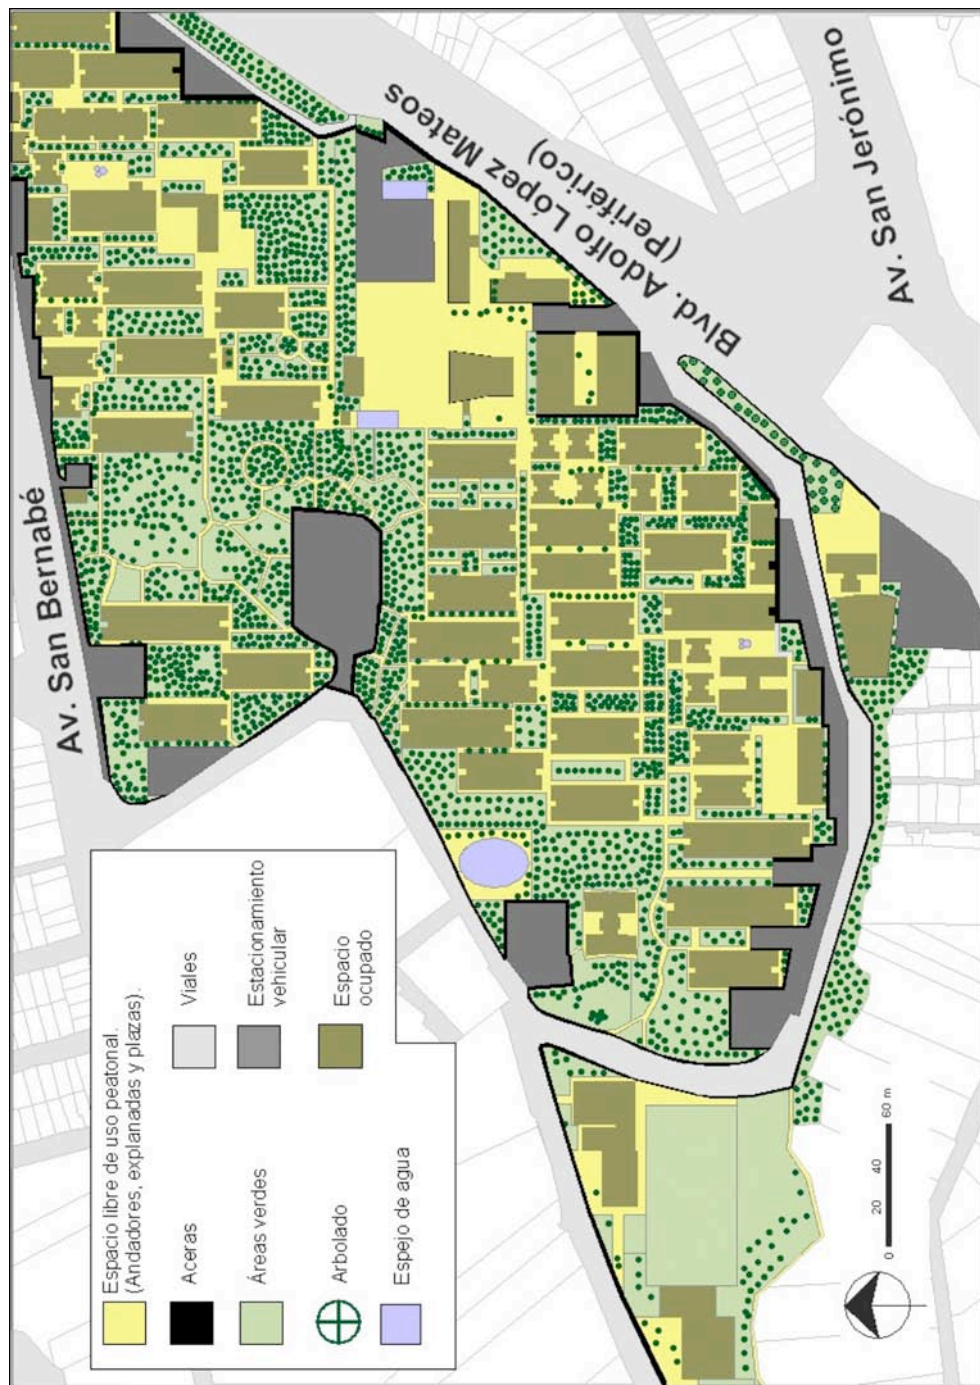 Av. San Bernabé
Blvd. Adolfo López Mateos
(Periférico)
Av. San Jerónimo
Espacio libre de uso peatonal.
(Andadores, explanadas y plazas).
Aceras
Áreas verdes
Arbolado
Espejo de agua
Viales
Estacionamiento
vehicular
Espacio
ocupado
0 20 40 60 m